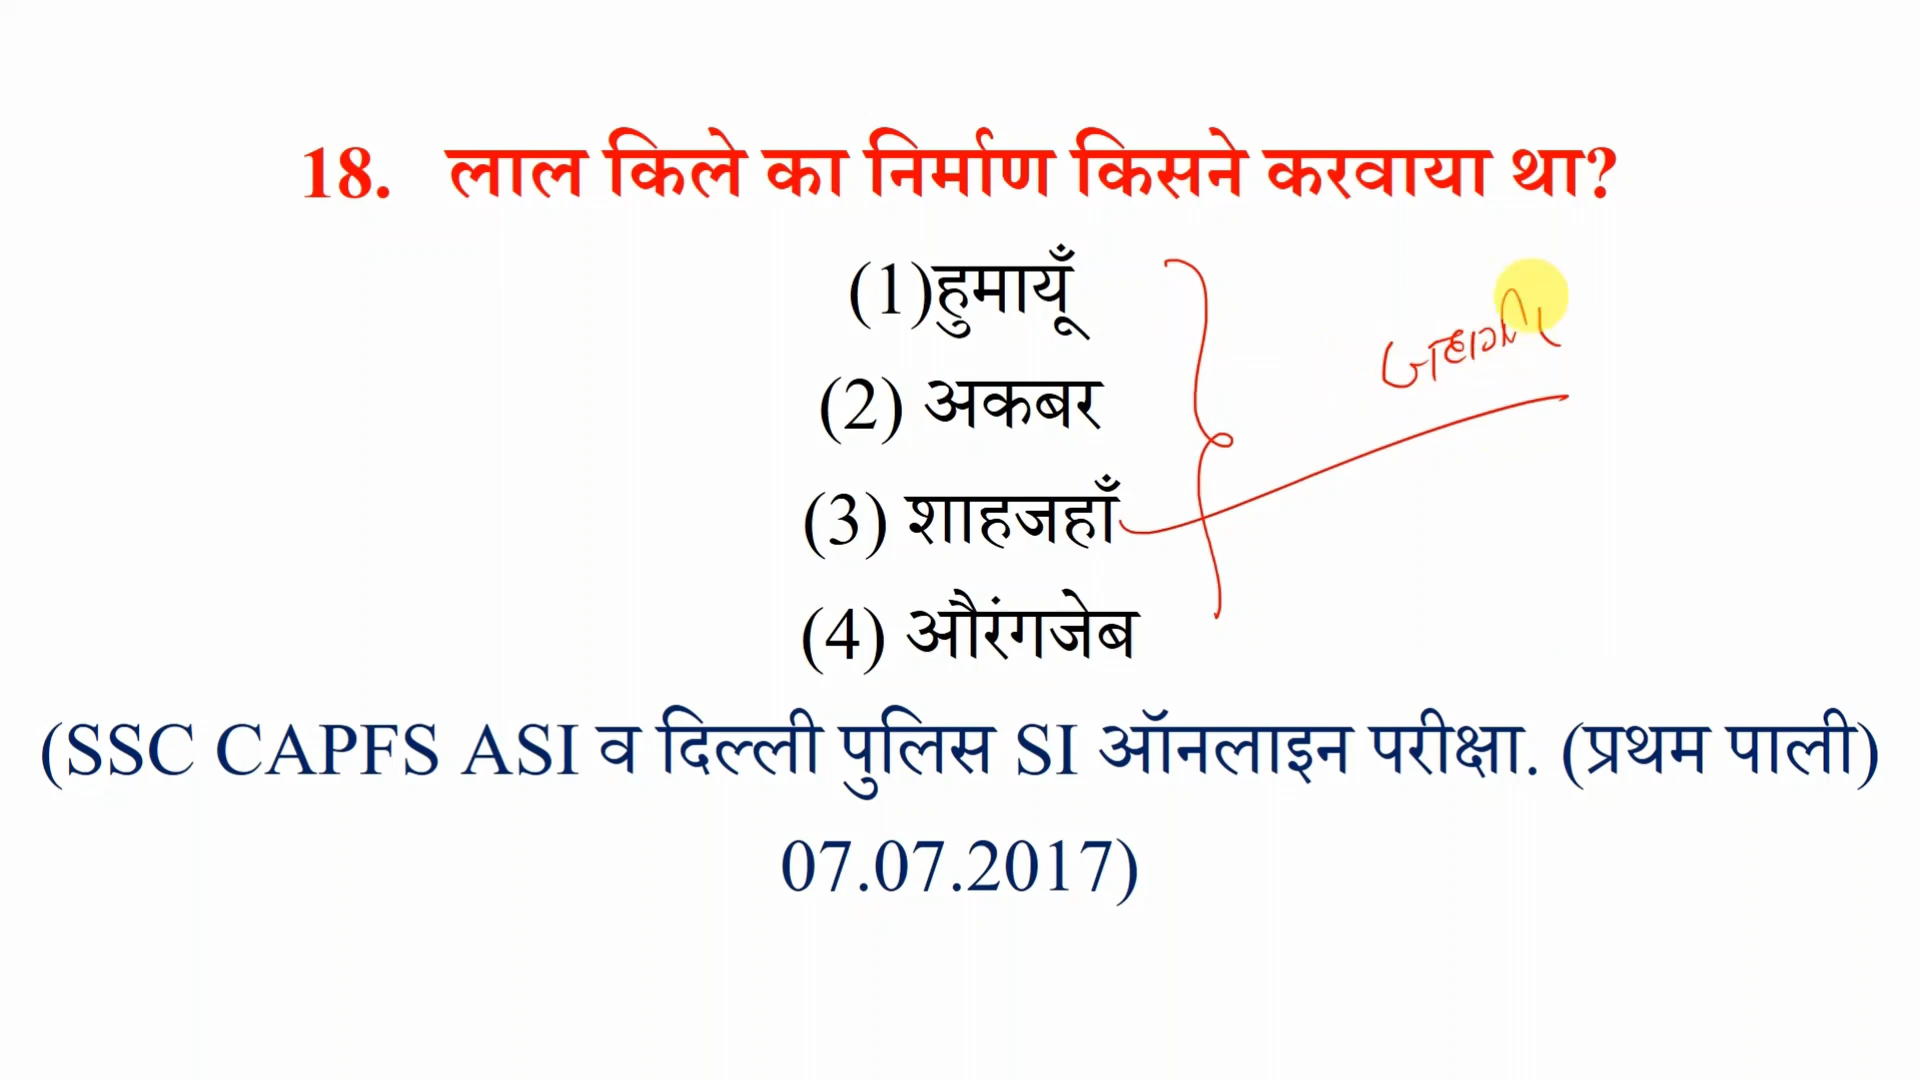 18. लाल किले का निर्माण किसने करवाया था?
(1)हुमायूँ
(2) अकबर
(3) शाहजहाँ
(4) औरंगजेब
(SSC CAPFS ASI व दिल्ली पुलिस SI ऑनलाइन परीक्षा. (प्रथम पाली)
07.07.2017)